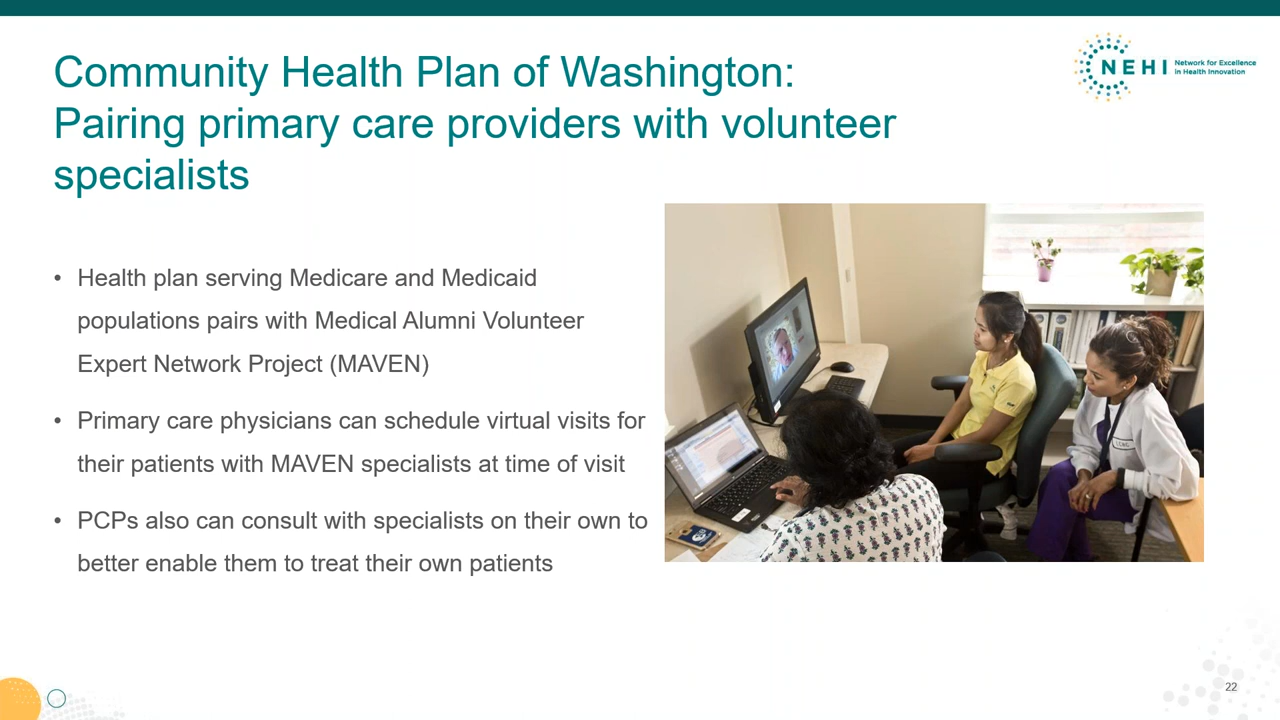 Community Health Plan of Washington:
Pairing primary care providers with volunteer
specialists
NEHI
Network for Excellence
in Health Innovation
• Health plan serving Medicare and Medicaid
populations pairs with Medical Alumni Volunteer
Expert Network Project (MAVEN)
• Primary care physicians can schedule virtual visits for
their patients with MAVEN specialists at time of visit
• PCPs also can consult with specialists on their own to
better enable them to treat their own patients
22